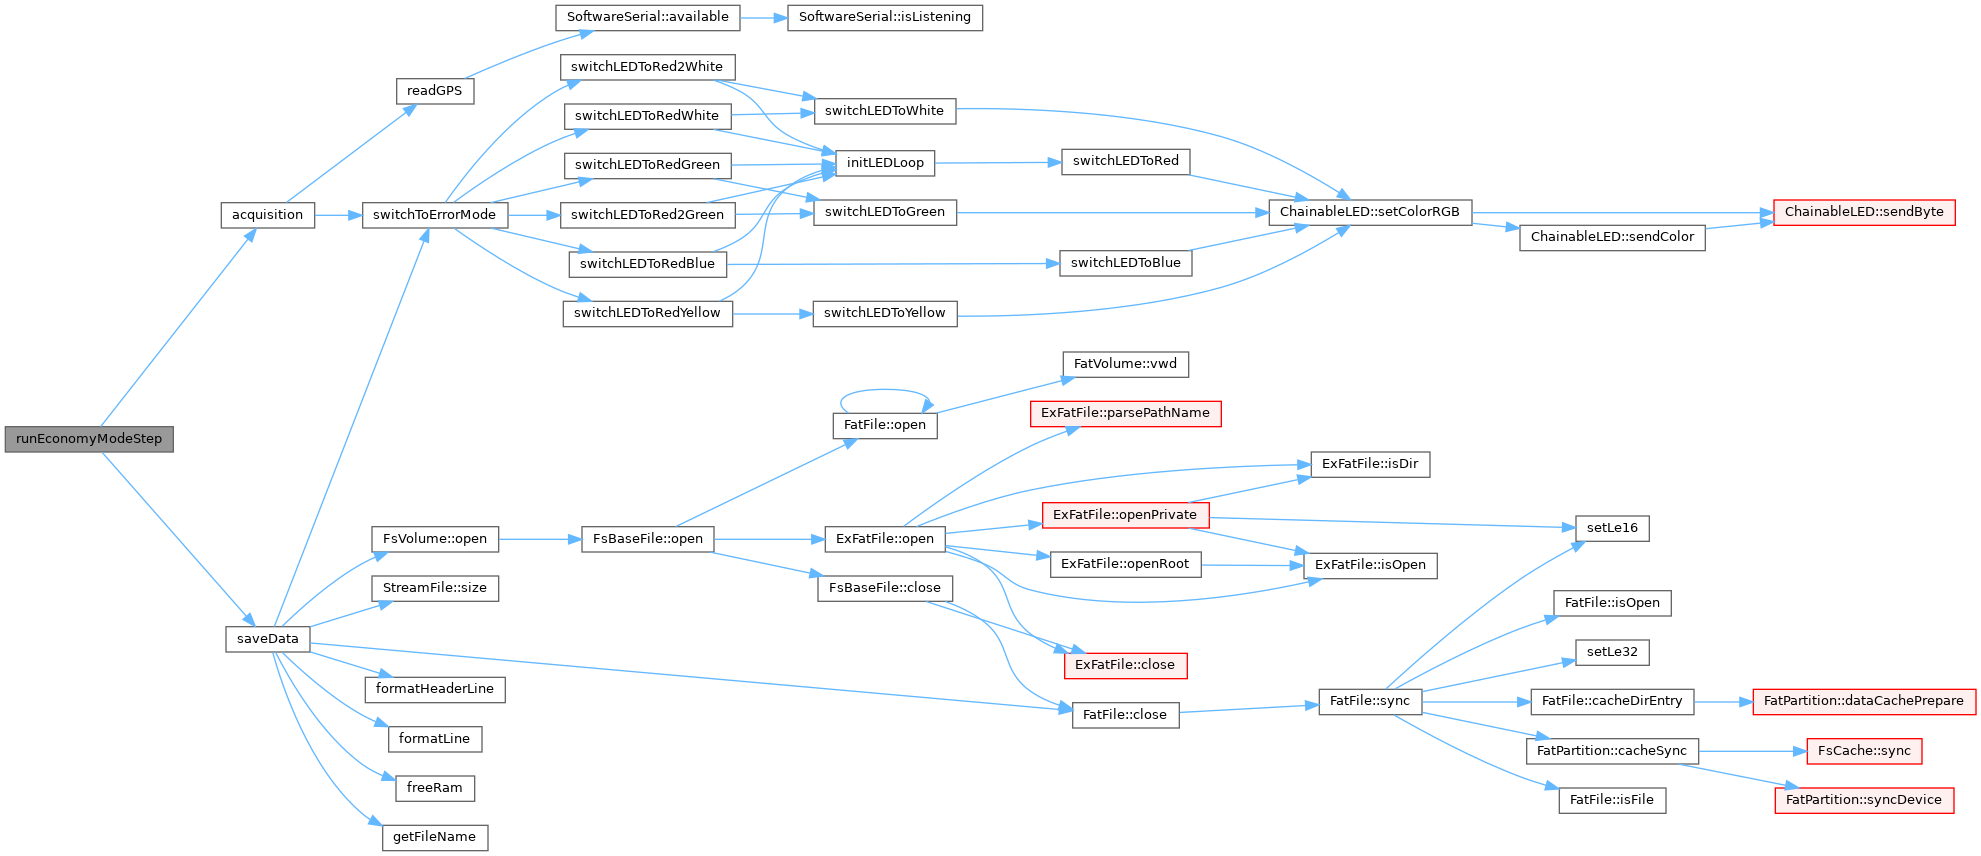 SoftwareSerial::available
SoftwareSerial::isListening
switchLEDToRed2White
readGPS
switchLEDToWhite
switchLEDToRedWhite
switchLEDToRedGreen
initLEDLoop
switchLEDToRed
acquisition
switchToErrorMode
switchLEDToRed2Green
switchLEDToGreen
ChainableLED::setColorRGB
ChainableLED::sendByte
ChainableLED::sendColor
switchLEDToRedBlue
switchLEDToBlue
switchLEDToRedYellow
switchLEDToYellow
FatVolume::vwd
ExFatFile::parsePathName
FatFile::open
runEconomyModeStep
ExFatFile::isDir
ExFatFile::openPrivate
setLe16
FsVolume::open
FsBaseFile::open
ExFatFile::open
ExFatFile::openRoot
ExFatFile::isOpen
StreamFile::size
FsBaseFile::close
FatFile::isOpen
saveData
setLe32
ExFatFile::close
formatHeaderLine
FatFile::close
FatFile::sync
FatFile::cacheDirEntry
FatPartition::dataCachePrepare
formatLine
FatPartition::cacheSync
FsCache::sync
freeRam
FatFile::isFile
FatPartition::syncDevice
getFileName